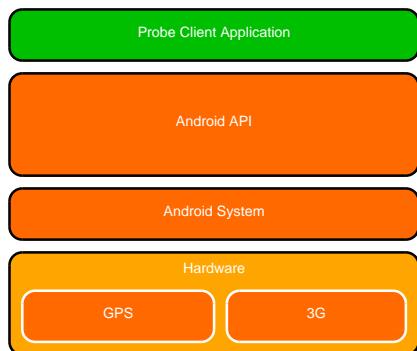 Probe Client Application
Android API
Android System
Hardware
GPS
3G